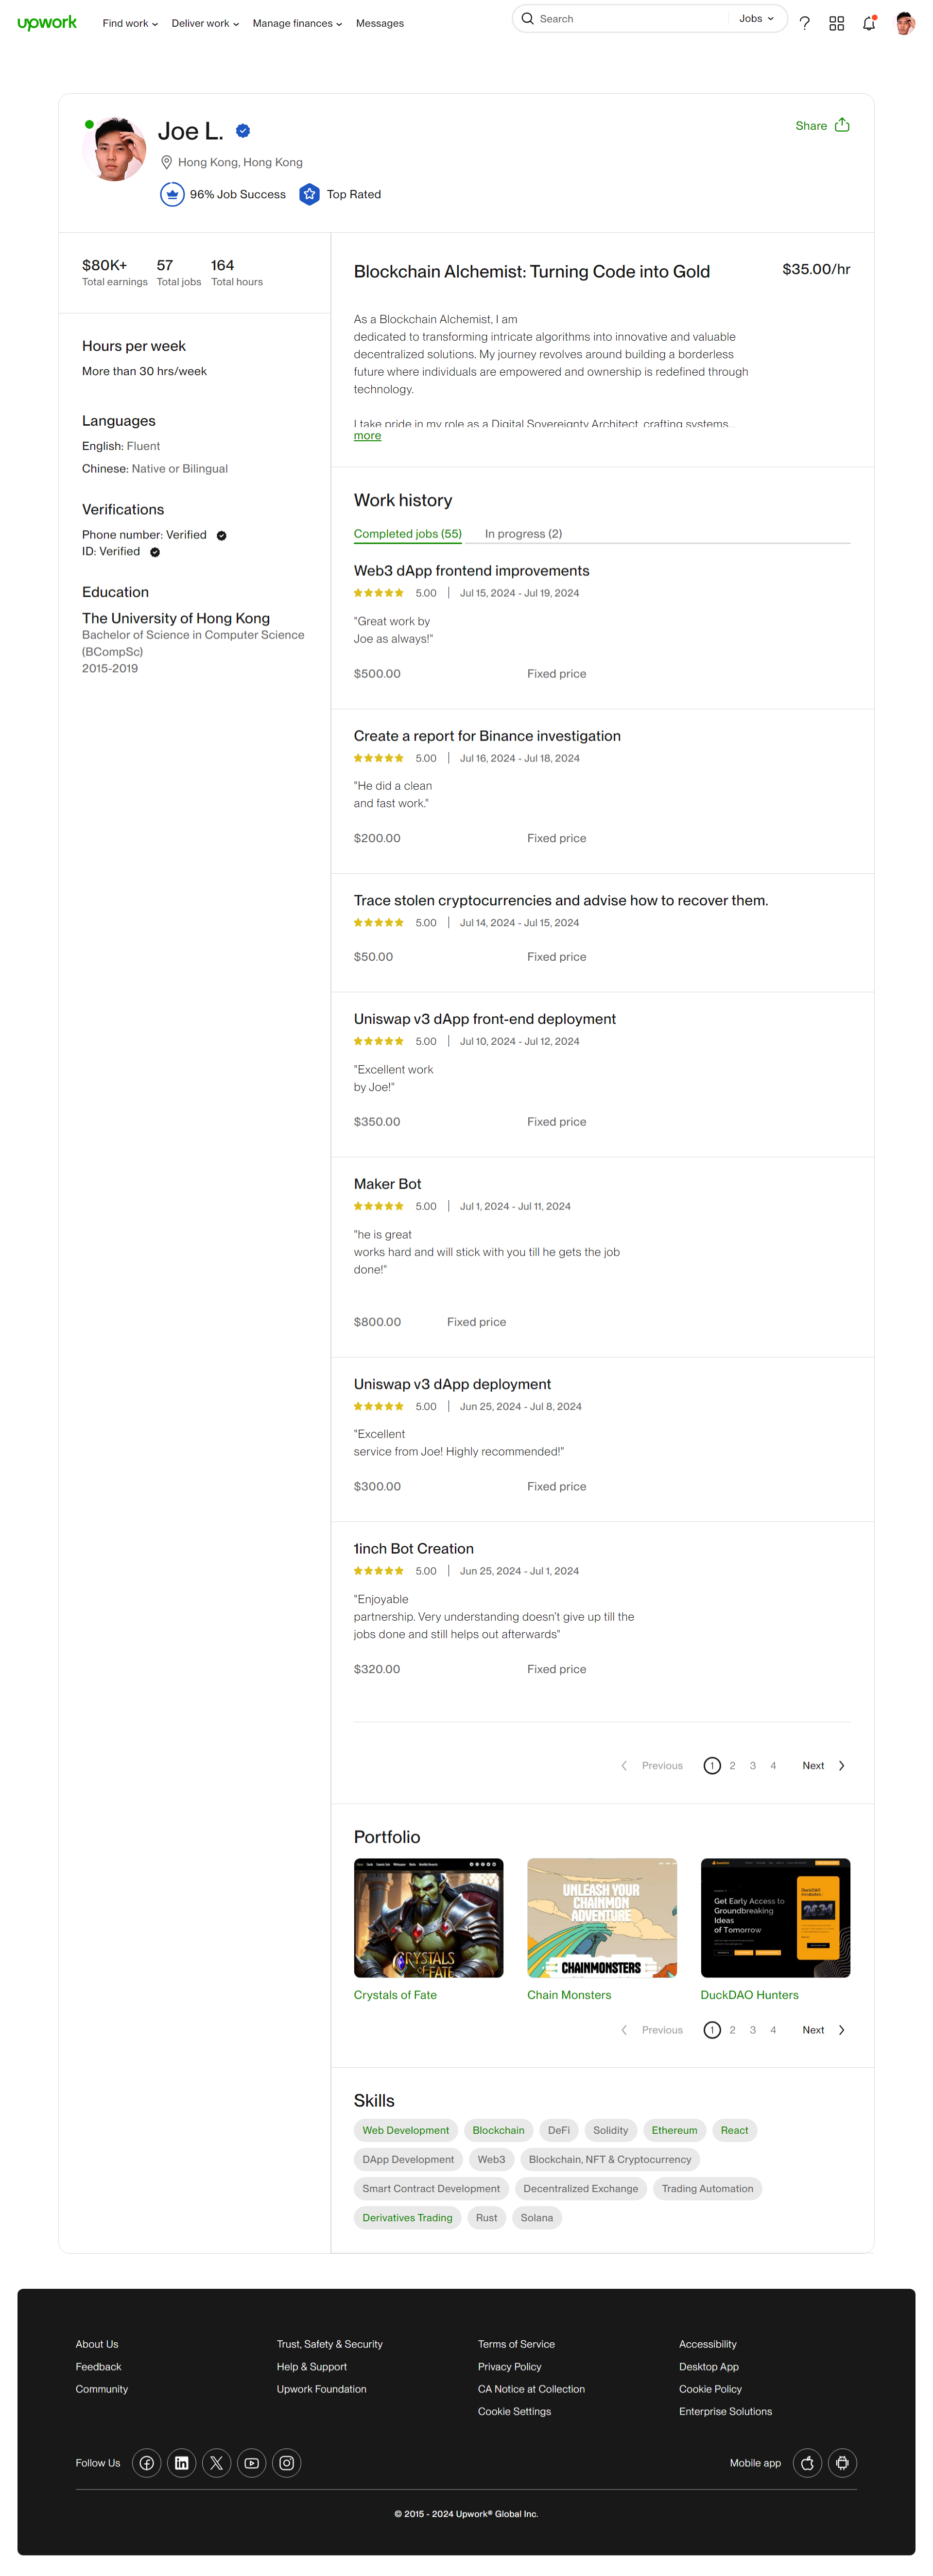 upwork
Find work
Deliver work
Manage finances
Messages
Search
Jobs
Joe L.
Hong Kong, Hong Kong
96% Job Success
Top Rated
Share
$80K+
Total earnings
57
Total jobs
164
Total hours
Hours per week
More than 30 hrs/week
Languages
English: Fluent
Chinese: Native or Bilingual
Verifications
Phone number: Verified
ID: Verified
Education
The University of Hong Kong
Bachelor of Science in Computer Science
(BCompSc)
2015-2019
Blockchain Alchemist: Turning Code into Gold
$35.00/hr
As a Blockchain Alchemist, I am
dedicated to transforming intricate algorithms into innovative and valuable
decentralized solutions. My journey revolves around building a borderless
future where individuals are empowered and ownership is redefined through
technology.
I take pride in my role as a Digital Sovereignty Architect, crafting systems...
more
Work history
Completed jobs (55)
In progress (2)
Web3 dApp frontend improvements
5.00 | Jul 15, 2024 - Jul 19, 2024
"Great work by
Joe as always!"
$500.00 Fixed price
Create a report for Binance investigation
5.00 | Jul 16, 2024 - Jul 18, 2024
"He did a clean
and fast work."
$200.00 Fixed price
Trace stolen cryptocurrencies and advise how to recover them.
5.00 | Jul 14, 2024 - Jul 15, 2024
$50.00 Fixed price
Uniswap v3 dApp front-end deployment
5.00 | Jul 10, 2024 - Jul 12, 2024
"Excellent work
by Joe!"
$350.00 Fixed price
Maker Bot
5.00 | Jul 1, 2024 - Jul 11, 2024
"he is great
works hard and will stick with you till he gets the job
done!"
$800.00 Fixed price
Uniswap v3 dApp deployment
5.00 | Jun 25, 2024 - Jul 8, 2024
"Excellent
service from Joe! Highly recommended!"
$300.00 Fixed price
1inch Bot Creation
5.00 | Jun 25, 2024 - Jul 1, 2024
"Enjoyable
partnership. Very understanding doesn't give up till the
jobs done and still helps out afterwards"
$320.00 Fixed price
Previous 1 2 3 4 Next
Portfolio
CRYSTALS
OF FATE
UNLEASH YOUR
CHAINMON
ADVENTURE
CHAINMONSTERS
Get Early Access to
Groundbreaking
Ideas
of Tomorrow
Crystals of Fate
Chain Monsters
DuckDAO Hunters
Previous 1 2 3 4 Next
Skills
Web Development
Blockchain
DeFi
Solidity
Ethereum
React
DApp Development
Web3
Blockchain, NFT & Cryptocurrency
Smart Contract Development
Decentralized Exchange
Trading Automation
Derivatives Trading
Rust
Solana
About Us
Feedback
Community
Trust, Safety & Security
Help & Support
Upwork Foundation
Terms of Service
Privacy Policy
CA Notice at Collection
Cookie Settings
Accessibility
Desktop App
Cookie Policy
Enterprise Solutions
Follow Us
Mobile app
© 2015 - 2024 Upwork® Global Inc.